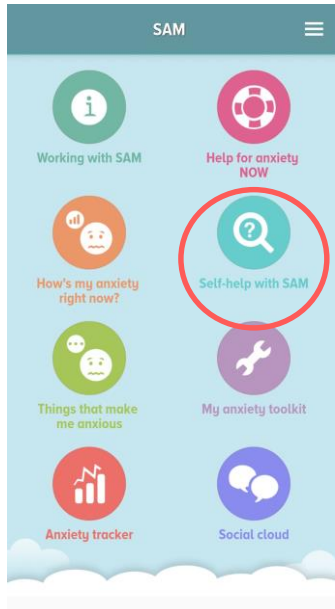 SAM
Working with SAM
Help for anxiety
NOW
How's my anxiety
right now?
Self-help with SAM
Things that make
me anxious
My anxiety toolkit
Anxiety tracker
Social cloud